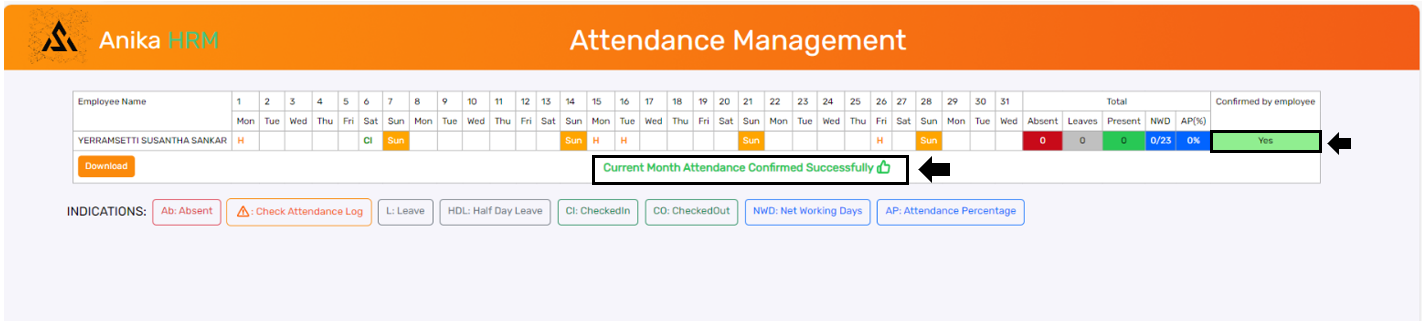 Anika HRM
Attendance Management
Employee Name 1 2 3 4 5 6 7 8 9 10 11 12 13 14 15 16 17 18 19 20 21 22 23 24 25 26 27 28 29 30 31 Total Confirmed by employee
Mon Tue Wed Thu Fri Sat Sun Mon Tue Wed Thu Fri Sat Sun Mon Tue Wed Thu Fri Sat Sun Mon Tue Wed Thu Fri Sat Sun Mon Tue Wed Absent Leaves Present NWD AP(%)
YERRAMSETTI SUSANTHA SANKAR H CI Sun Sun H H Sun H Sun 0 0 0 0/23 0% Yes
Download Current Month Attendance Confirmed Successfully
INDICATIONS: Ab: Absent : Check Attendance Log L: Leave HDL: Half Day Leave CI: CheckedIn CO: CheckedOut NWD: Net Working Days AP: Attendance Percentage